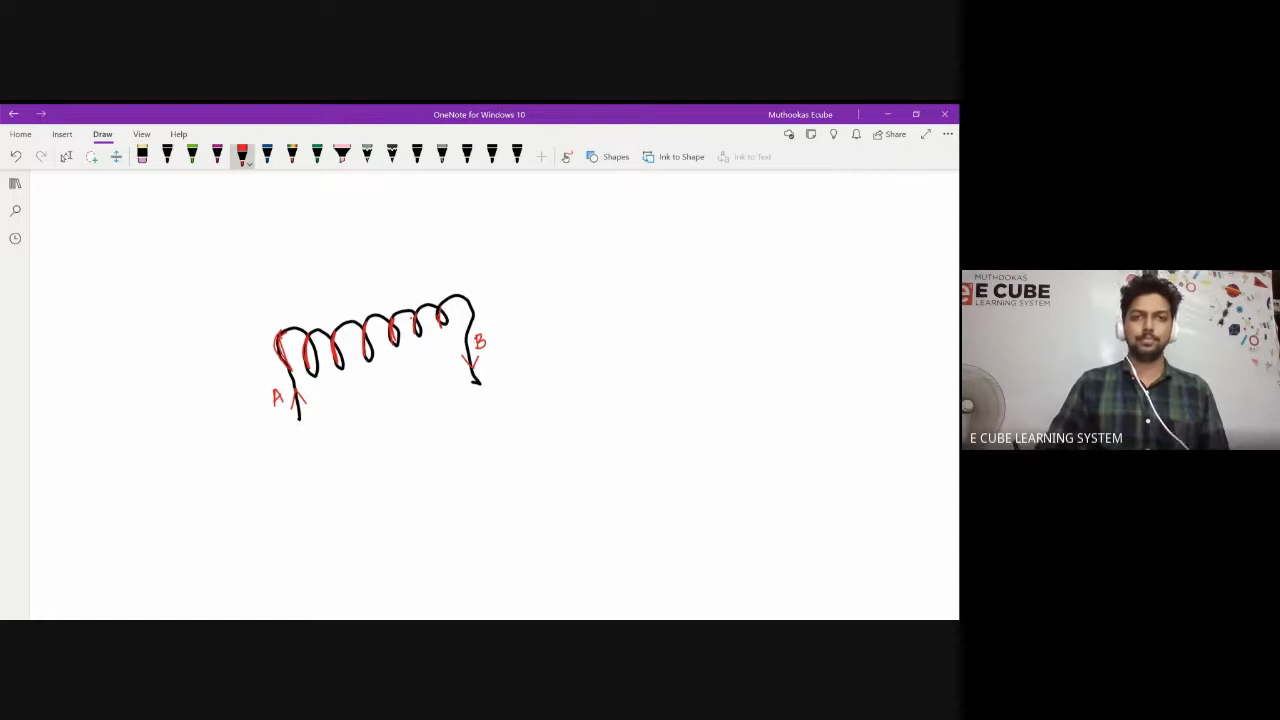 OneNote for Windows 10
Muthookas Ecube
Home Insert Draw View Help
Share
Shapes Ink to Shape Ink to Text
A
B
MUTHOOKAS
E CUBE
LEARNING SYSTEM
E CUBE LEARNING SYSTEM